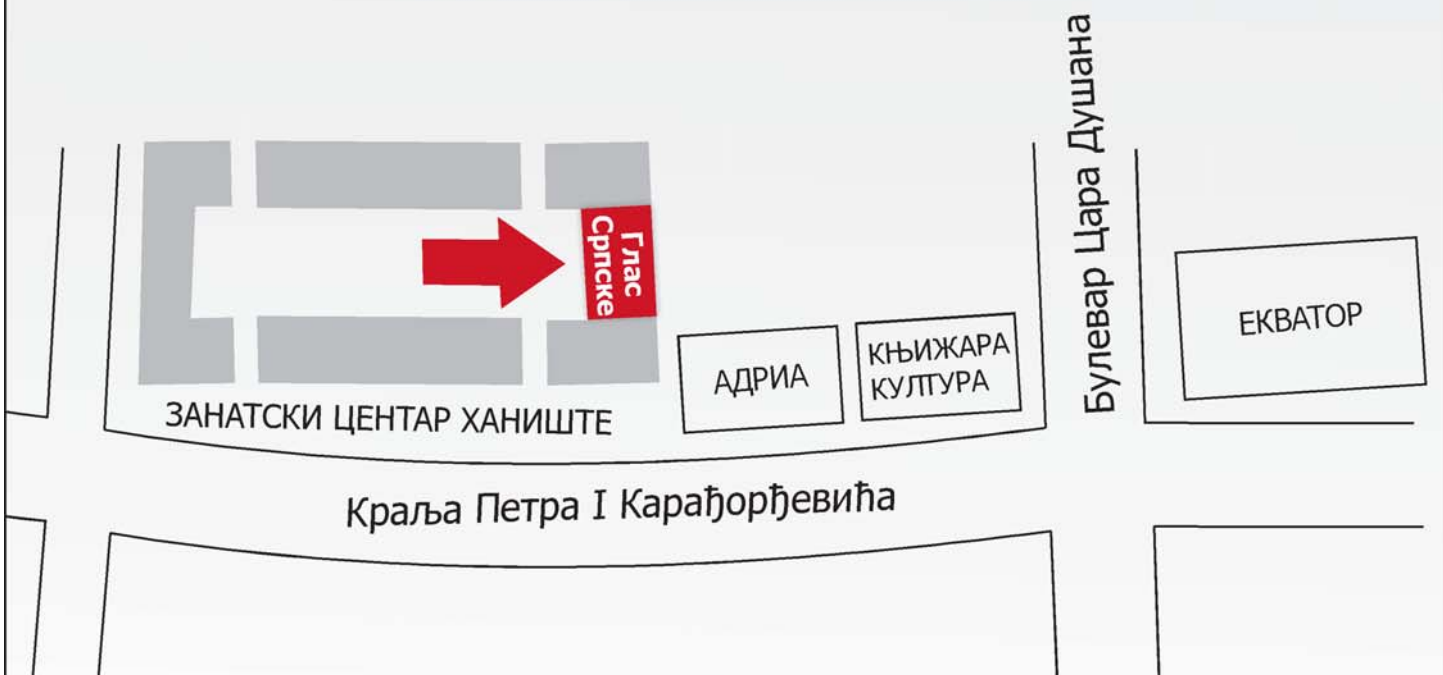 Булевар Цара Душана
Глас
Српске
ЕКВАТОР
АДРИА
КЊИЖАРА
КУЛТУРА
ЗАНАТСКИ ЦЕНТАР ХАНИШТЕ
Краља Петра I Карађорђевића